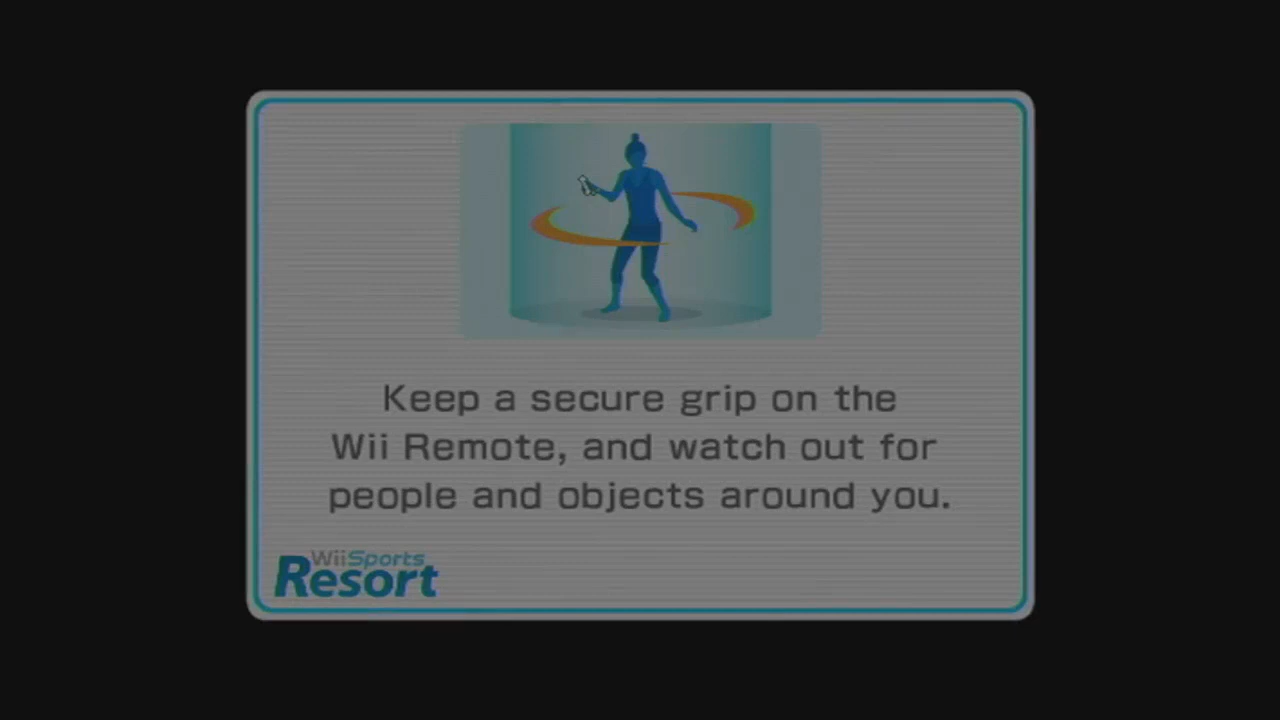 Keep a secure grip on the
Wii Remote, and watch out for
people and objects around you.
Wii Sports
Resort